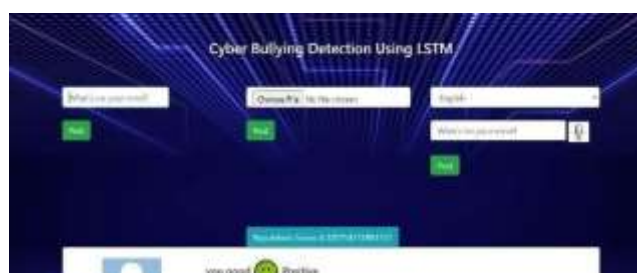 Cyber Bullying Detection Using LSTM
What's on your mind?
Choose File No file chosen
English
What's on your mind?
Post
Post
Post
you good Positive